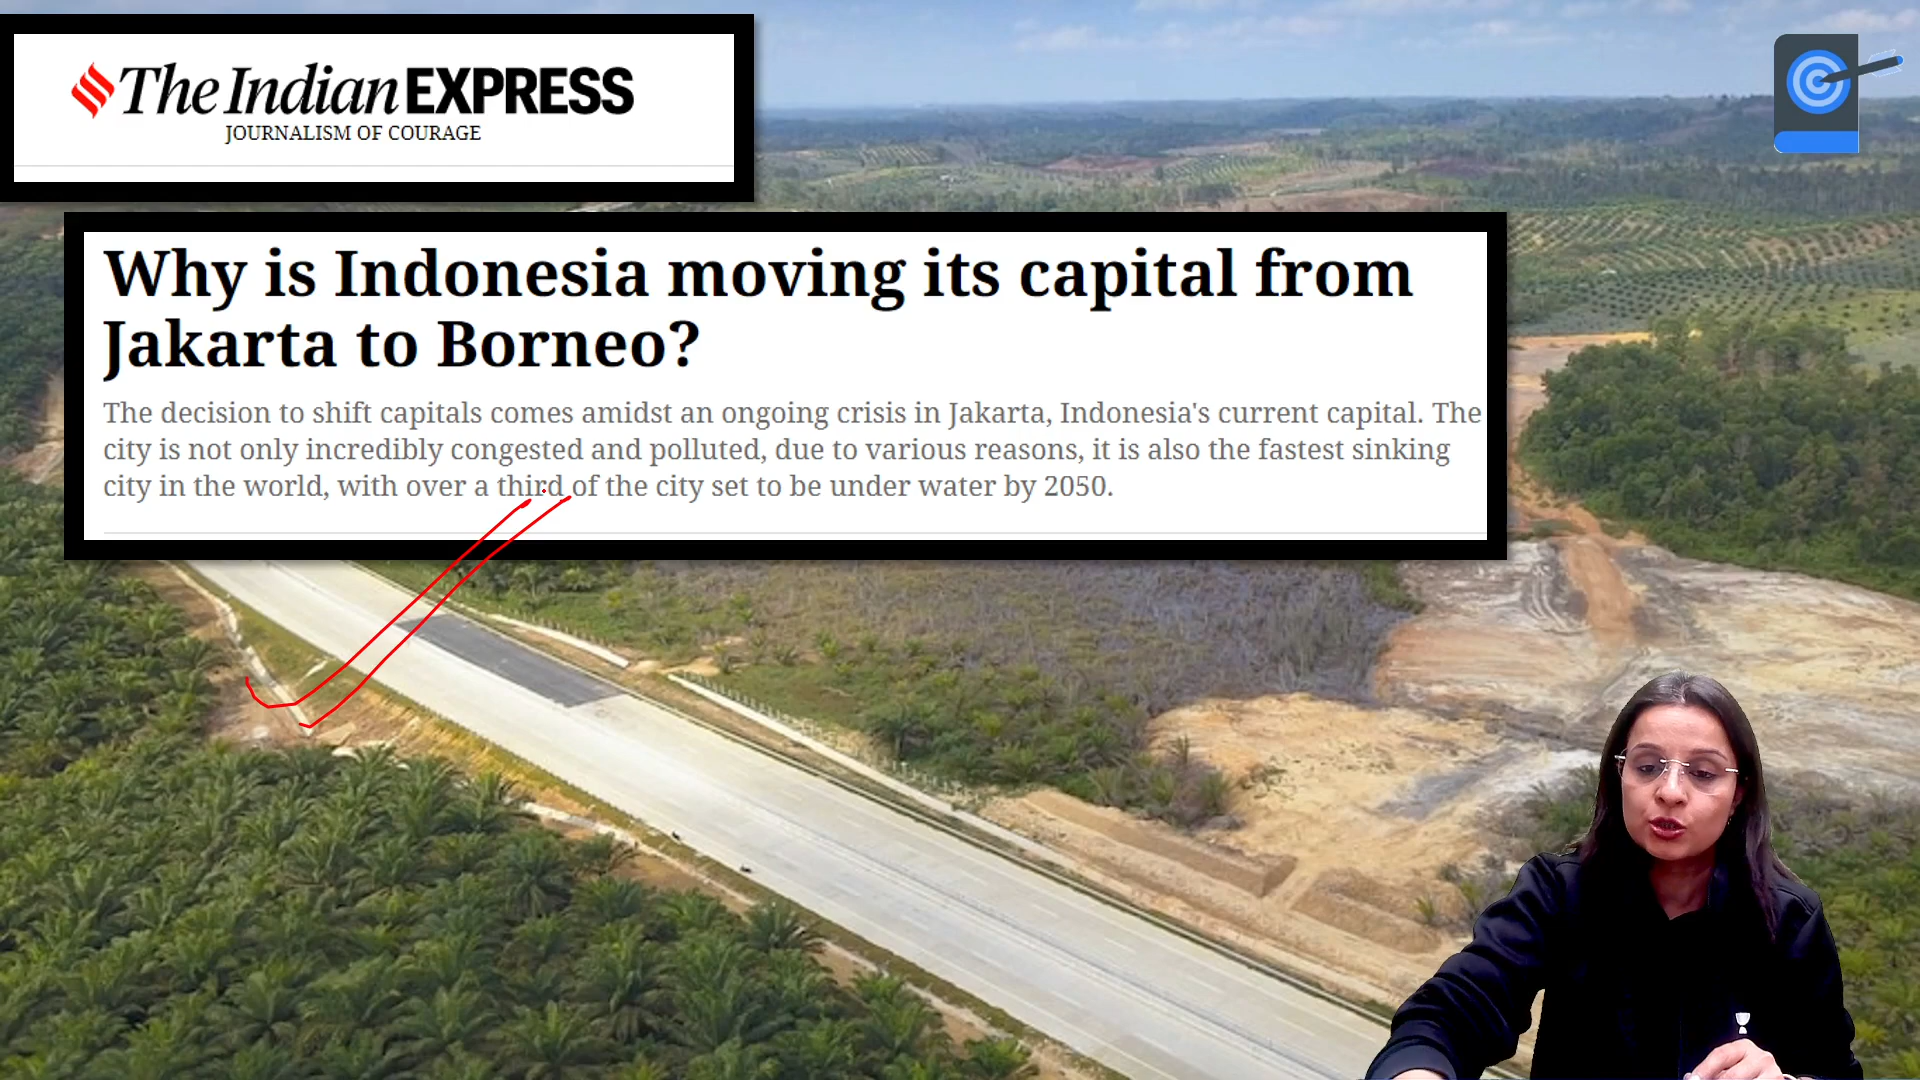 The Indian EXPRESS
JOURNALISM OF COURAGE
Why is Indonesia moving its capital from
Jakarta to Borneo?
The decision to shift capitals comes amidst an ongoing crisis in Jakarta, Indonesia's current capital. The
city is not only incredibly congested and polluted, due to various reasons, it is also the fastest sinking
city in the world, with over a third of the city set to be under water by 2050.